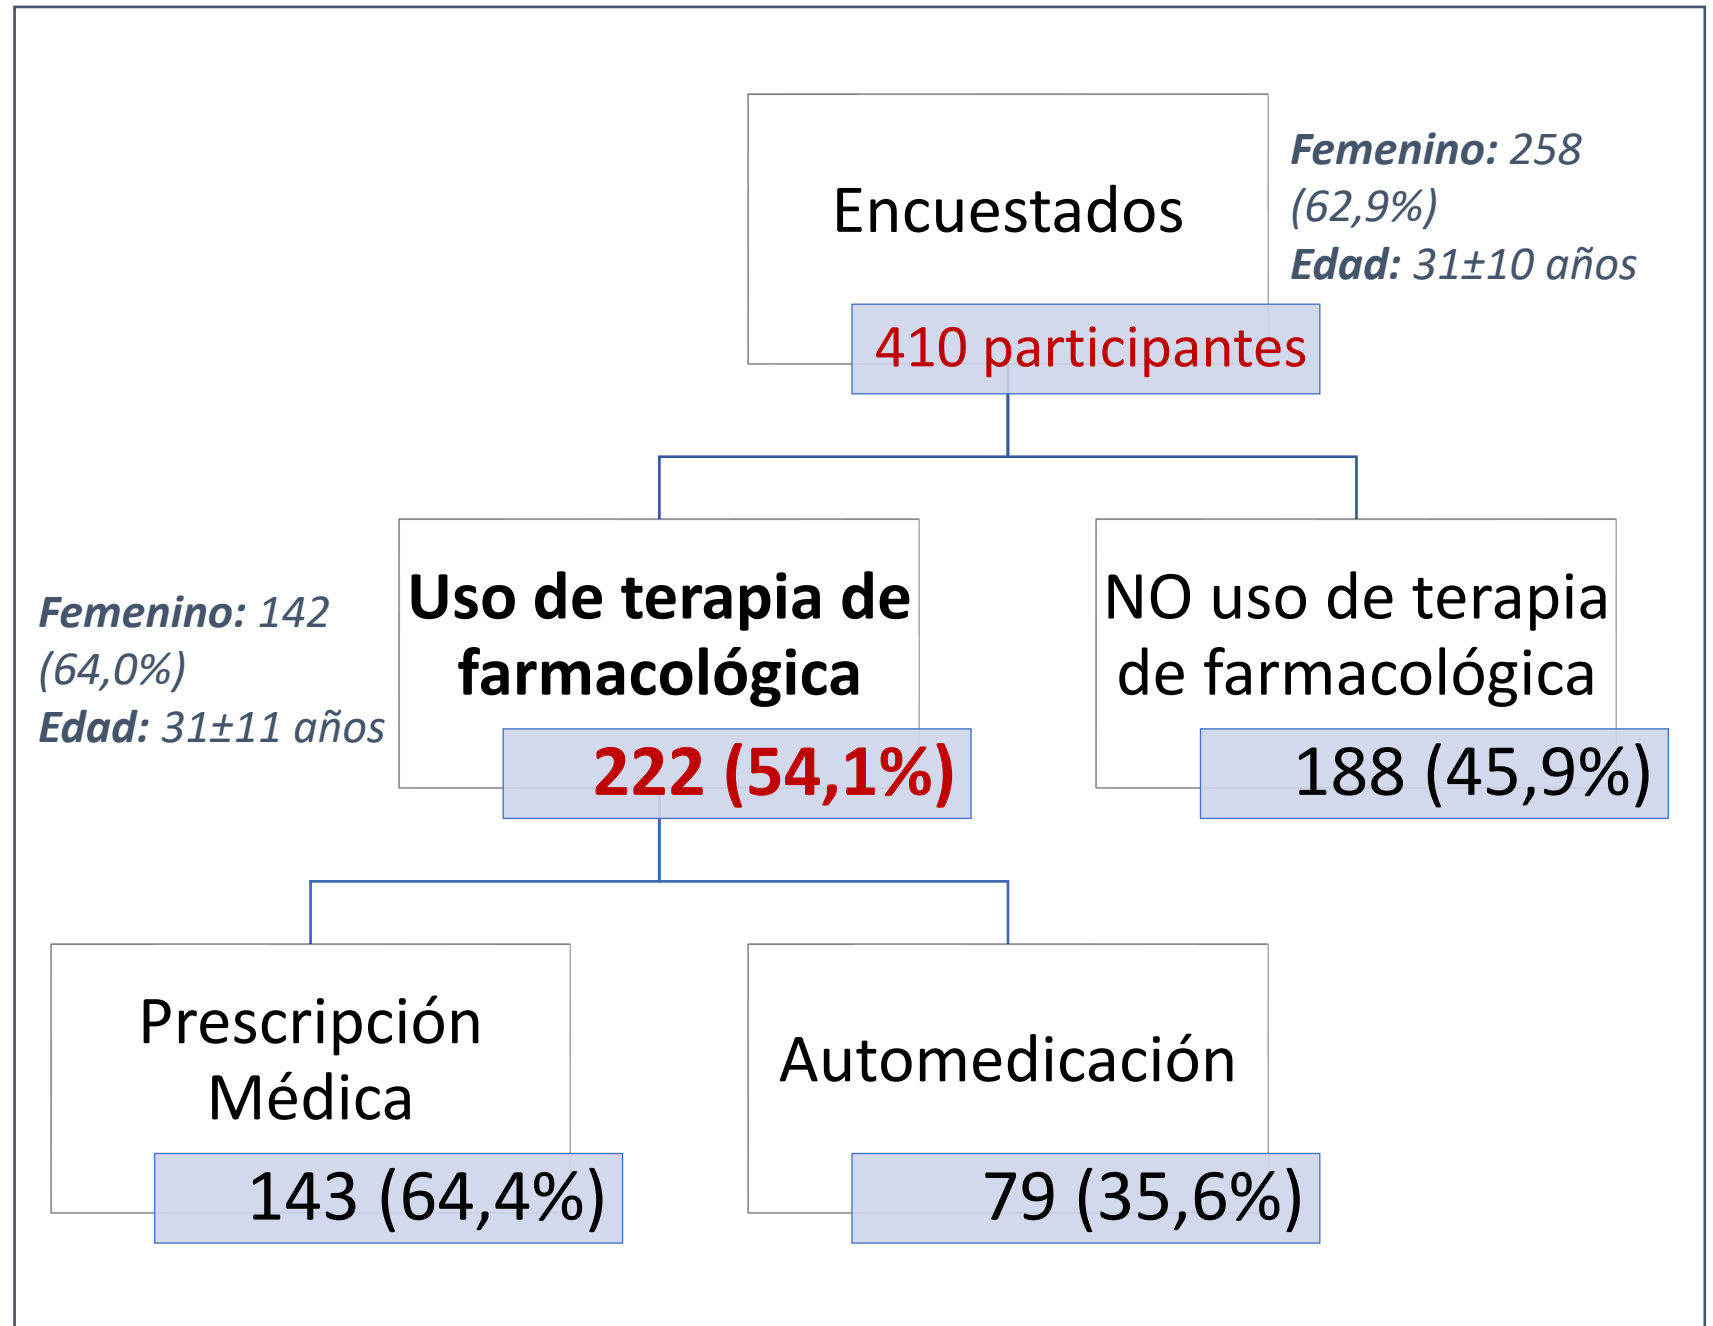 Encuestados
Femenino: 258
(62,9%)
Edad: 31±10 años
410 participantes
Femenino: 142
(64,0%)
Edad: 31±11 años
Uso de terapia de
farmacológica
222 (54,1%)
NO uso de terapia
de farmacológica
188 (45,9%)
Prescripción
Médica
143 (64,4%)
Automedicación
79 (35,6%)